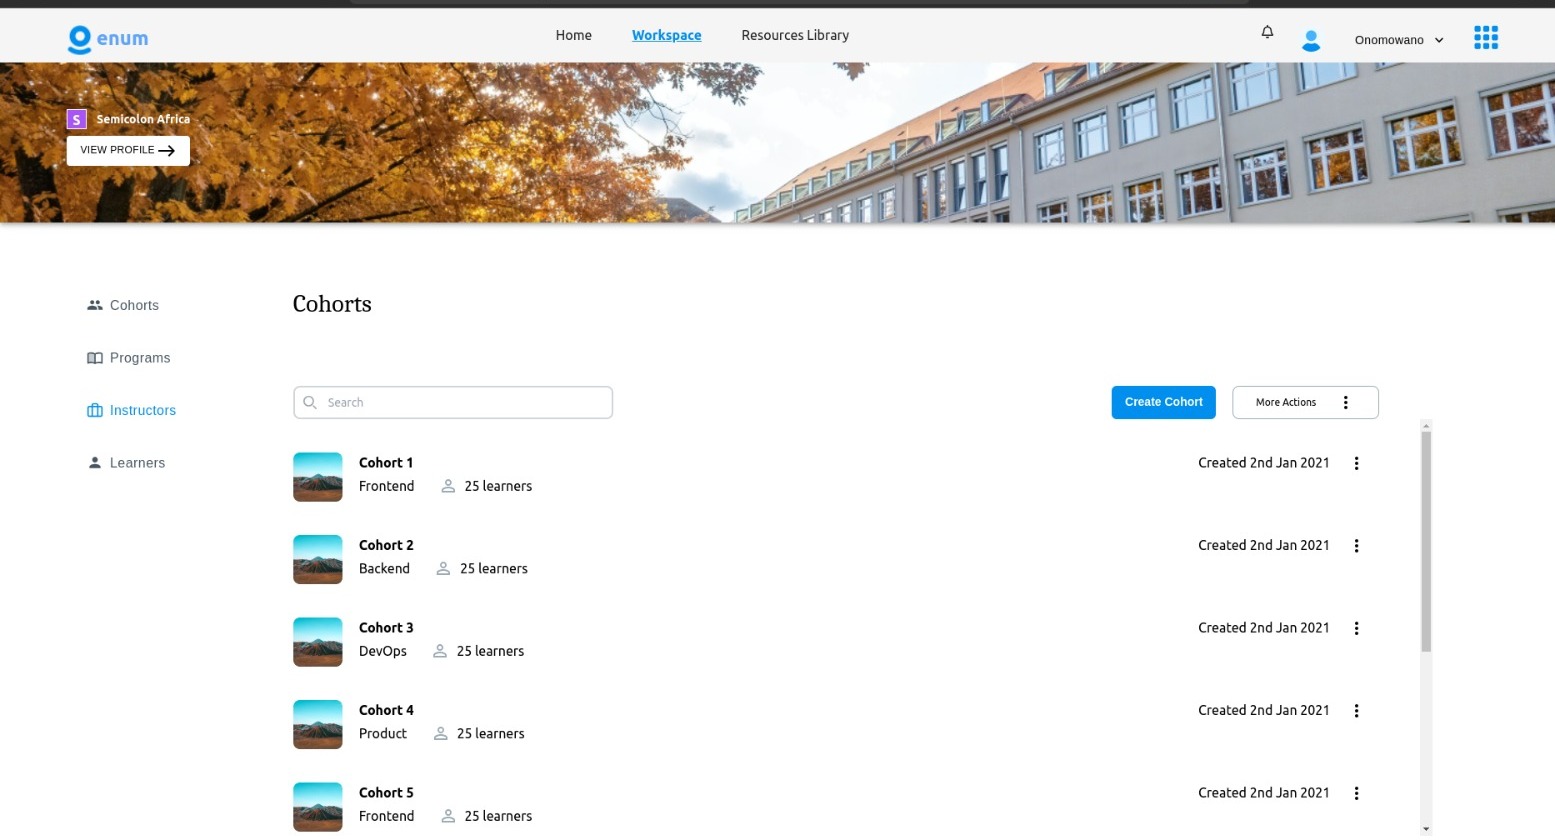 enum
Home Workspace Resources Library
Onomowano
S Semicolon Africa
VIEW PROFILE
Cohorts
Programs
Instructors
Learners
Cohorts
Search
Create Cohort
More Actions
Cohort 1
Created 2nd Jan 2021
Frontend 25 learners
Cohort 2
Created 2nd Jan 2021
Backend 25 learners
Cohort 3
Created 2nd Jan 2021
DevOps 25 learners
Cohort 4
Created 2nd Jan 2021
Product 25 learners
Cohort 5
Created 2nd Jan 2021
Frontend 25 learners